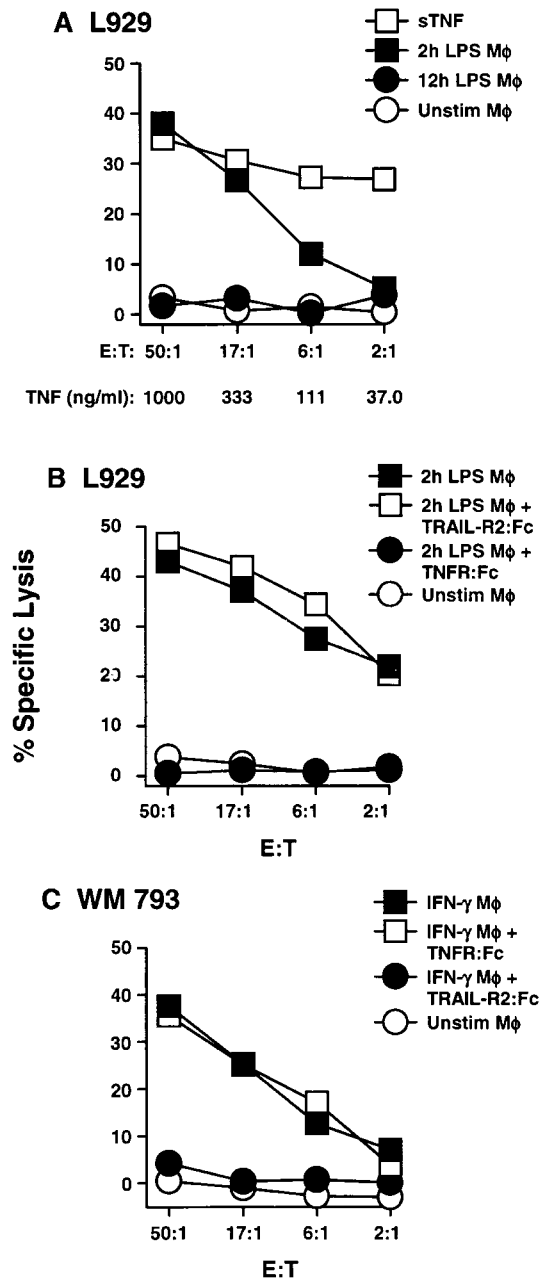 A L929
sTNF
2h LPS Mϕ
12h LPS Mϕ
Unstim Mϕ
50
40
30
29
10
0
E:T: 50:1 17:1 6:1 2:1
TNF (ng/ml): 1000 333 111 37.0
B L929
2h LPS Mϕ
2h LPS Mϕ +
TRAIL-R2:Fc
2h LPS Mϕ +
TNFR:Fc
Unstim Mϕ
% Specific Lysis
50
40
30
10
0
50:1 17:1 6:1 2:1
E:T
C WM 793
IFN-γ Mϕ
IFN-γ Mϕ +
TNFR:Fc
IFN-γ Mϕ +
TRAIL-R2:Fc
Unstim Mϕ
50
40
30
20
10
0
50:1 17:1 6:1 2:1
E:T